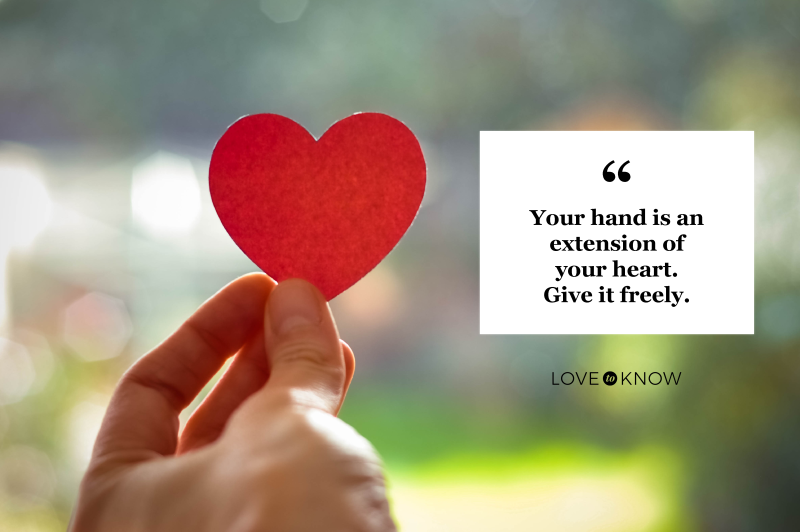 “
Your hand is an
extension of
your heart.
Give it freely.
LOVE to KNOW